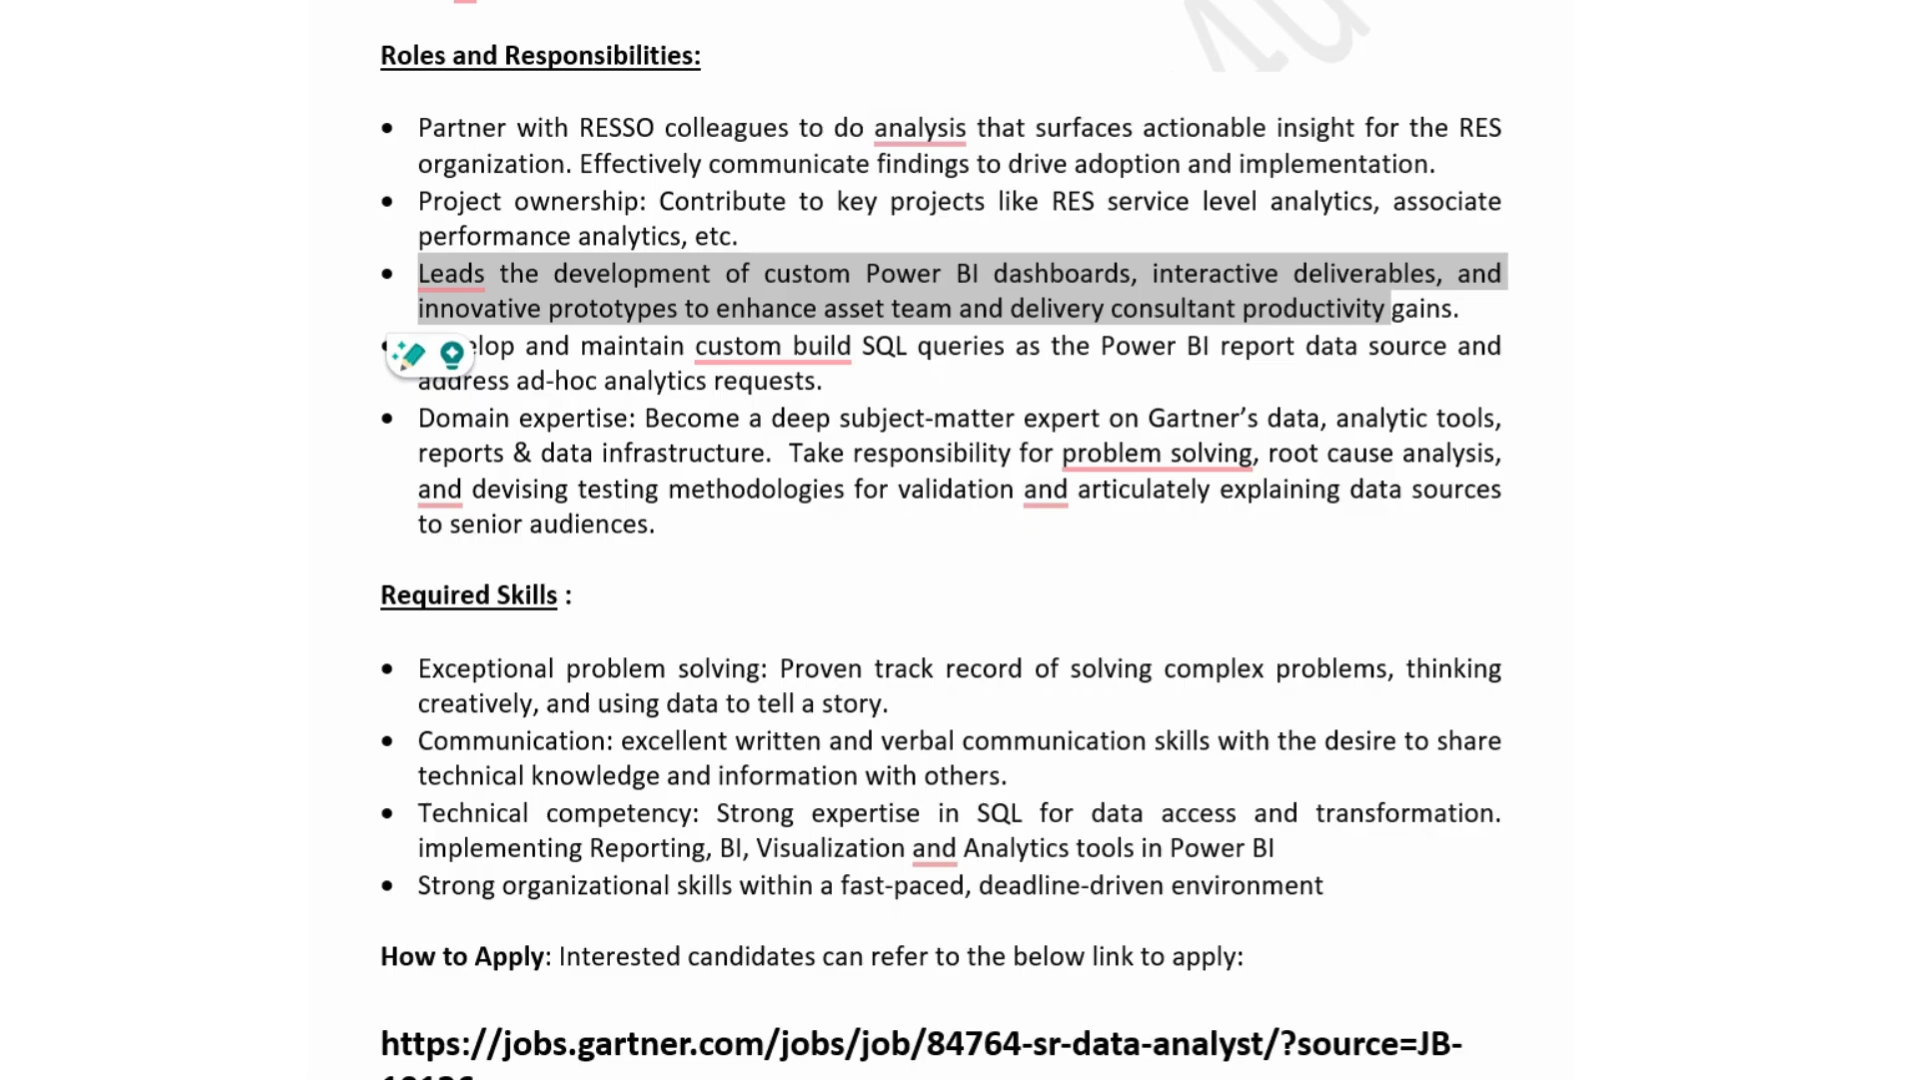 Roles and Responsibilities:
• Partner with RESSO colleagues to do analysis that surfaces actionable insight for the RES
organization. Effectively communicate findings to drive adoption and implementation.
• Project ownership: Contribute to key projects like RES service level analytics, associate
performance analytics, etc.
• Leads the development of custom Power BI dashboards, interactive deliverables, and
innovative prototypes to enhance asset team and delivery consultant productivity gains.
elop and maintain custom build SQL queries as the Power BI report data source and
address ad-hoc analytics requests.
• Domain expertise: Become a deep subject-matter expert on Gartner’s data, analytic tools,
reports & data infrastructure.  Take responsibility for problem solving, root cause analysis,
and devising testing methodologies for validation and articulately explaining data sources
to senior audiences.
Required Skills :
• Exceptional problem solving: Proven track record of solving complex problems, thinking
creatively, and using data to tell a story.
• Communication: excellent written and verbal communication skills with the desire to share
technical knowledge and information with others.
• Technical competency: Strong expertise in SQL for data access and transformation.
implementing Reporting, BI, Visualization and Analytics tools in Power BI
• Strong organizational skills within a fast-paced, deadline-driven environment
How to Apply: Interested candidates can refer to the below link to apply:
https://jobs.gartner.com/jobs/job/84764-sr-data-analyst/?source=JB-